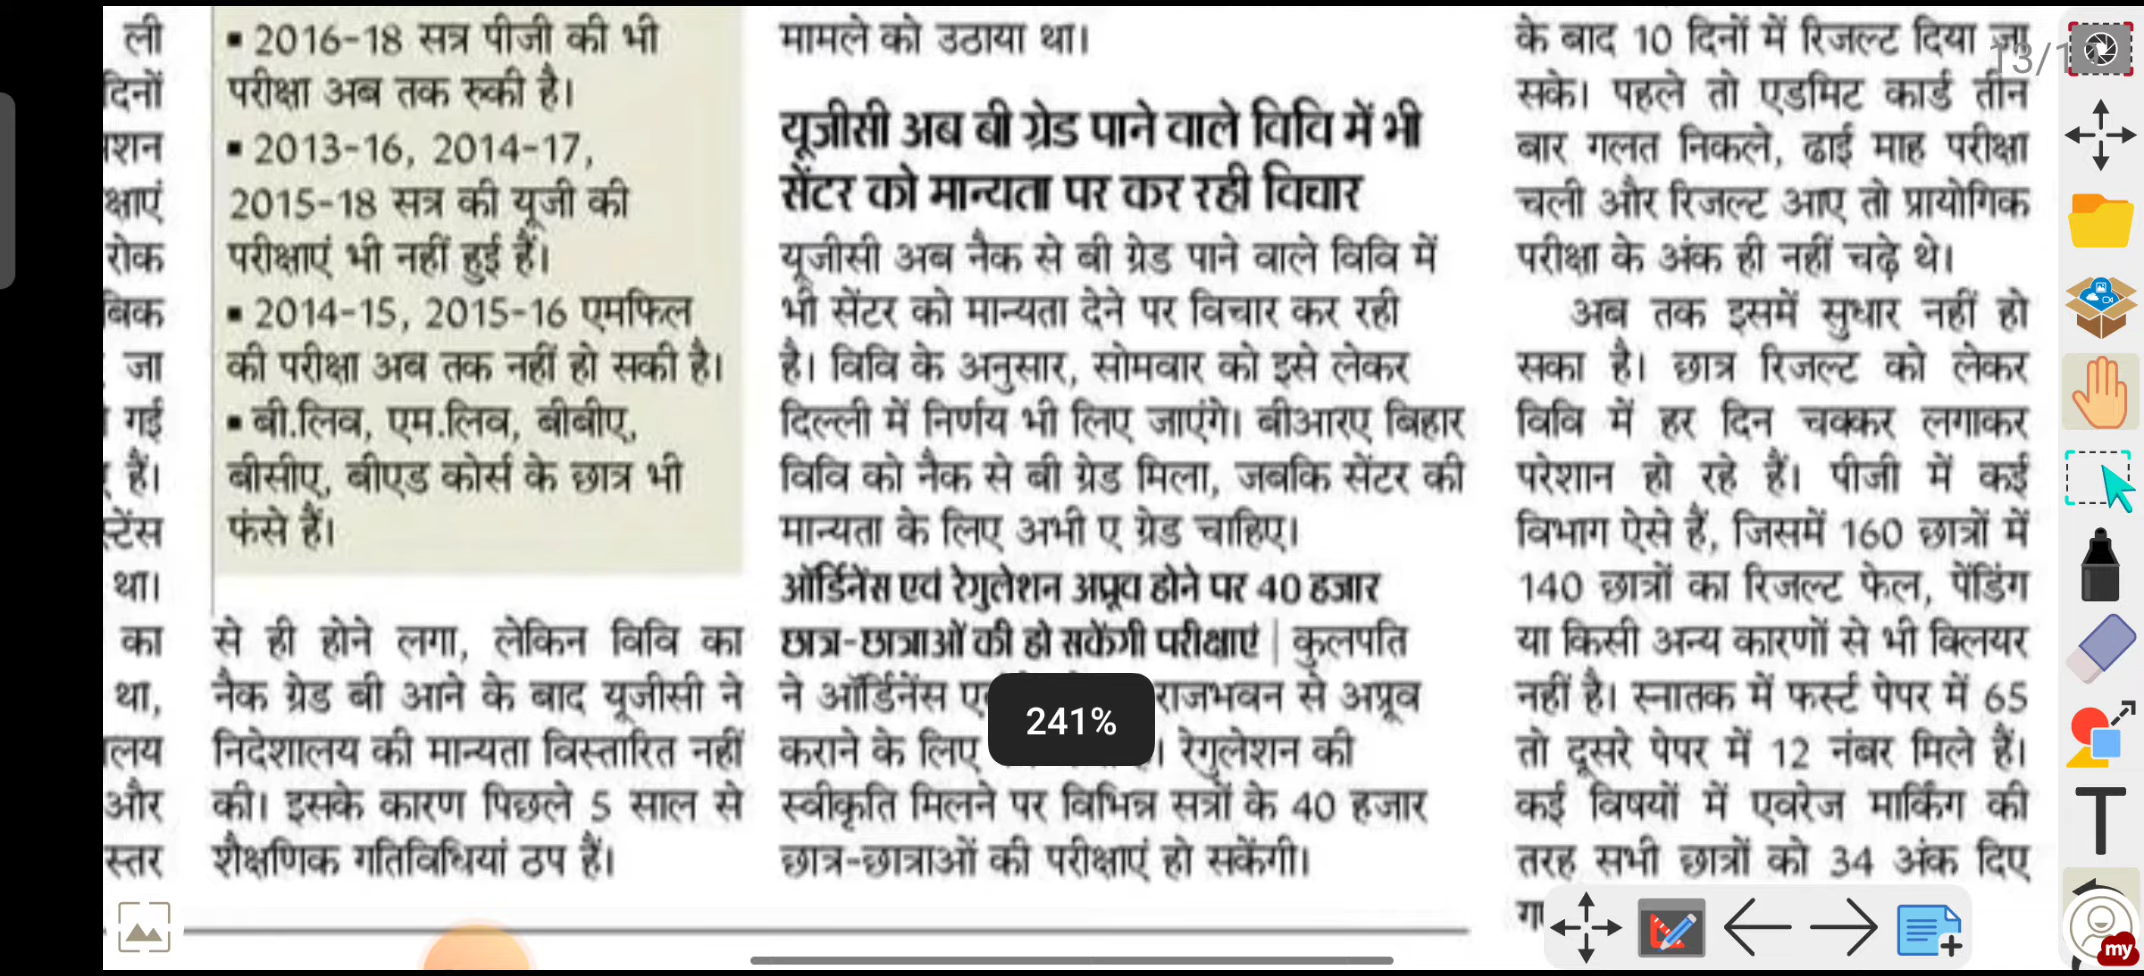 ली
दिनों
क्षाएं
रोक
जा
गई
हैं।
था।
का
था,
और
स्तर
▪ 2016-18 सत्र पीजी की भी
परीक्षा अब तक रुकी है।
▪ 2013-16, 2014-17,
2015-18 सत्र की यूजी की
परीक्षाएं भी नहीं हुई हैं।
▪ 2014-15, 2015-16 एमफिल
की परीक्षा अब तक नहीं हो सकी है।
▪ बी.लिव, एम.लिव, बीबीए,
बीसीए, बीएड कोर्स के छात्र भी
फंसे हैं।
से ही होने लगा, लेकिन विवि का
नैक ग्रेड बी आने के बाद यूजीसी ने
निदेशालय की मान्यता विस्तारित नहीं
की। इसके कारण पिछले 5 साल से
शैक्षणिक गतिविधियां ठप हैं।
मामले को उठाया था।
यूजीसी अब बी ग्रेड पाने वाले विवि में भी
सेंटर को मान्यता पर कर रही विचार
यूजीसी अब नैक से बी ग्रेड पाने वाले विवि में
भी सेंटर को मान्यता देने पर विचार कर रही
है। विवि के अनुसार, सोमवार को इसे लेकर
दिल्ली में निर्णय भी लिए जाएंगे। बीआरए बिहार
विवि को नैक से बी ग्रेड मिला, जबकि सेंटर की
मान्यता के लिए अभी ए ग्रेड चाहिए।
ऑर्डिनेंस एवं रेगुलेशन अप्रूव होने पर 40 हजार
छात्र-छात्राओं की हो सकेंगी परीक्षाएं | कुलपति
ने ऑर्डिनेंस राजभवन से अप्रूव
कराने के लिए रेगुलेशन की
स्वीकृति मिलने पर विभिन्न सत्रों के 40 हजार
छात्र-छात्राओं की परीक्षाएं हो सकेंगी।
241%
के बाद 10 दिनों में रिजल्ट दिया जा
सके। पहले तो एडमिट कार्ड तीन
बार गलत निकले, ढाई माह परीक्षा
चली और रिजल्ट आए तो प्रायोगिक
परीक्षा के अंक ही नहीं चढ़े थे।
अब तक इसमें सुधार नहीं हो
सका है। छात्र रिजल्ट को लेकर
विवि में हर दिन चक्कर लगाकर
परेशान हो रहे हैं। पीजी में कई
विभाग ऐसे हैं, जिसमें 160 छात्रों में
140 छात्रों का रिजल्ट फेल, पेंडिंग
या किसी अन्य कारणों से भी क्लियर
नहीं है। स्नातक में फर्स्ट पेपर में 65
तो दूसरे पेपर में 12 नंबर मिले हैं।
कई विषयों में एवरेज मार्किंग की
तरह सभी छात्रों को 34 अंक दिए
T
my